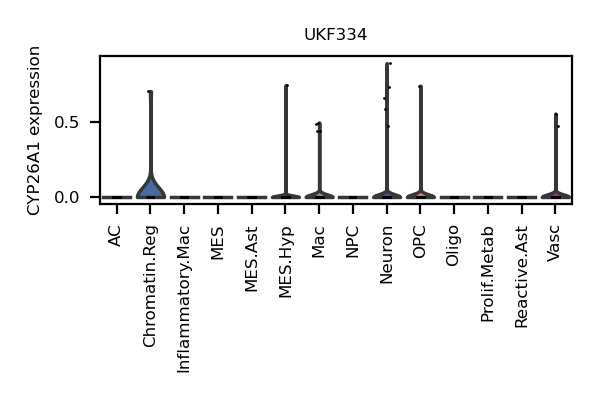 UKF334
CYP26A1 expression
0.5
0.0
AC
Chromatin.Reg
Inflammatory.Mac
MES
MES.Ast
MES.Hyp
Mac
NPC
Neuron
OPC
Oligo
Prolif.Metab
Reactive.Ast
Vasc